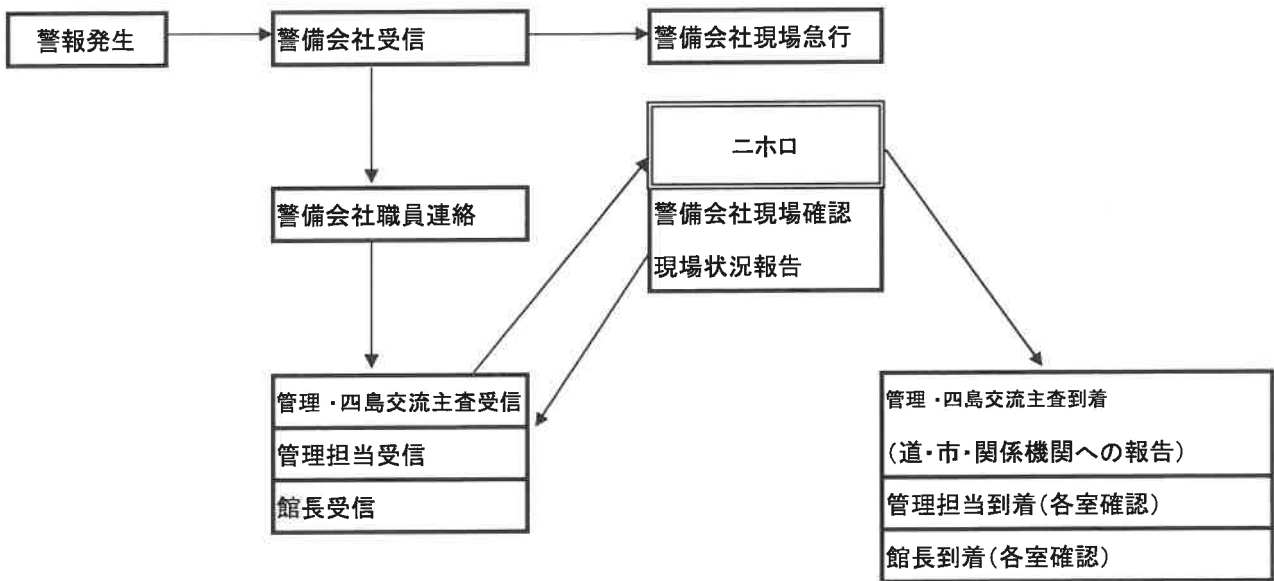 警報発生
警備会社受信
警備会社現場急行
ニホロ
警備会社職員連絡
警備会社現場確認
現場状況報告
管理・四島交流主査受信
管理担当受信
館長受信
管理・四島交流主査到着
(道・市・関係機関への報告)
管理担当到着(各室確認)
館長到着(各室確認)